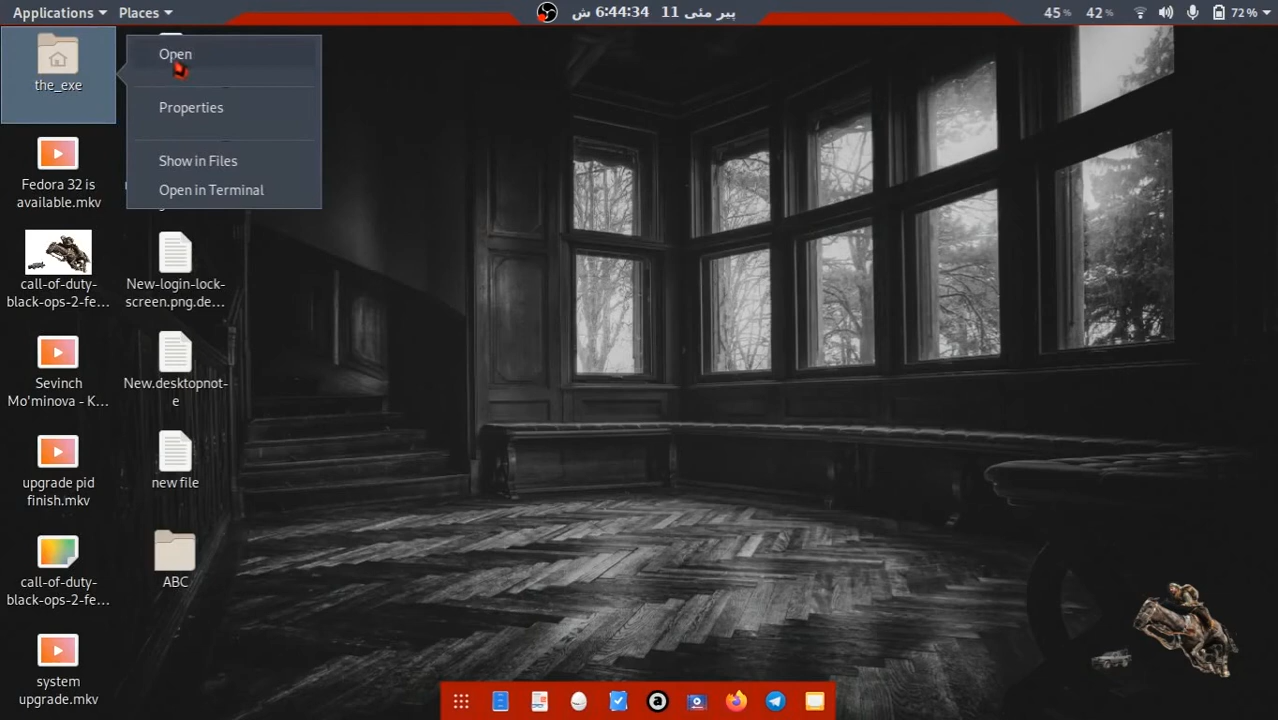 Applications
Places
پیر مئی 11  6:44:34 ش
45 %
42 %
72 %
the_exe
Open
Properties
Show in Files
Open in Terminal
Fedora 32 is
available.mkv
call-of-duty-
black-ops-2-fe...
New-login-lock-
screen.png.de...
Sevinch
Mo'minova - K...
New.desktopnot-
e
upgrade pid
finish.mkv
new file
call-of-duty-
black-ops-2-fe...
ABC
system
upgrade.mkv